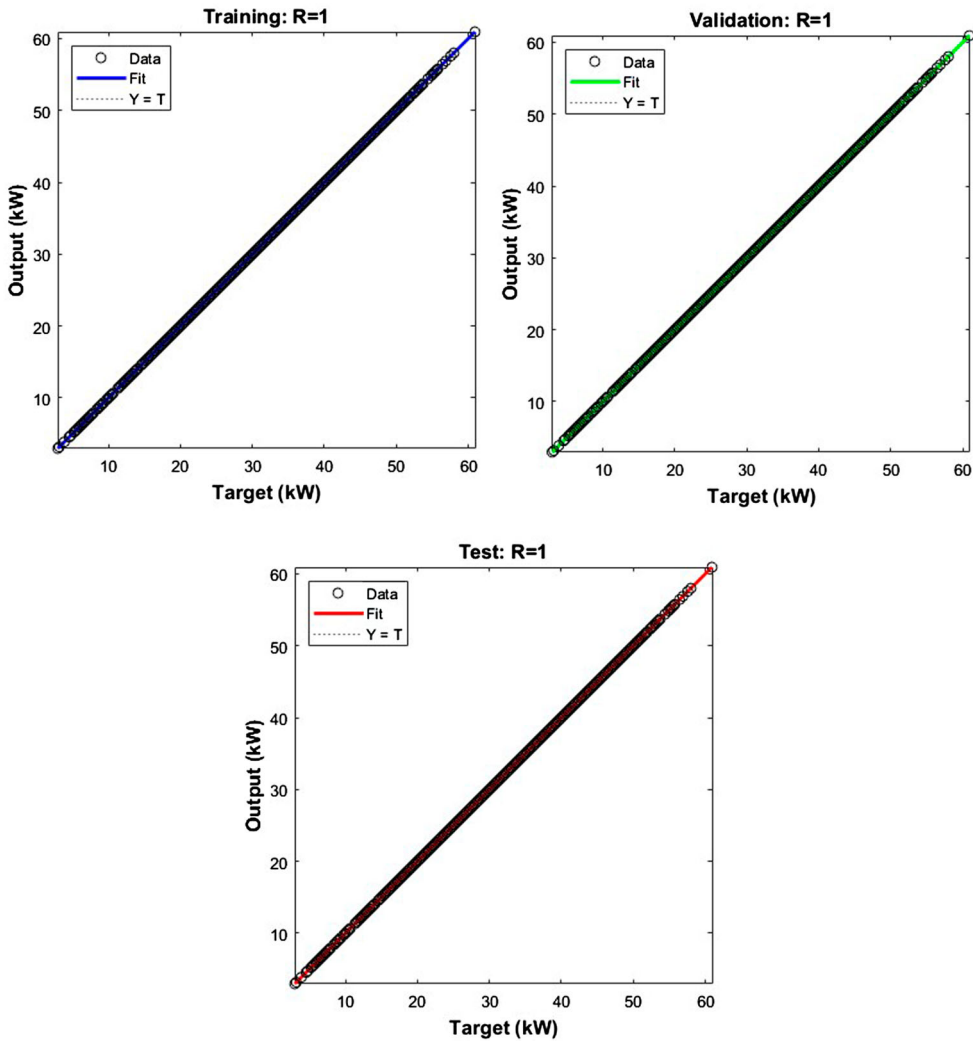 Training: R=1
Data
Fit
Y = T
60
50
40
30
20
10
Output (kW)
10 20 30 40 50 60
Target (kW)
Validation: R=1
Data
Fit
Y = T
60
50
40
30
20
10
Output (kW)
10 20 30 40 50 60
Target (kW)
Test: R=1
Data
Fit
Y = T
60
50
40
30
20
10
Output (kW)
10 20 30 40 50 60
Target (kW)